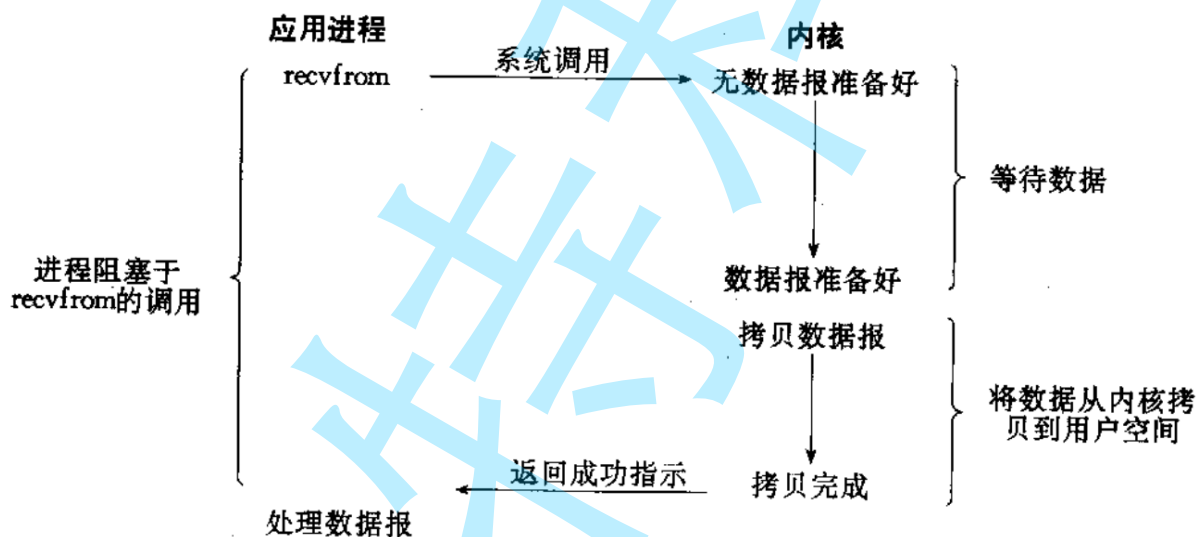 应用进程
内核
recvfrom
系统调用
无数据报准备好
等待数据
进程阻塞于
recvfrom的调用
数据报准备好
拷贝数据报
将数据从内核拷
贝到用户空间
返回成功指示
拷贝完成
处理数据报